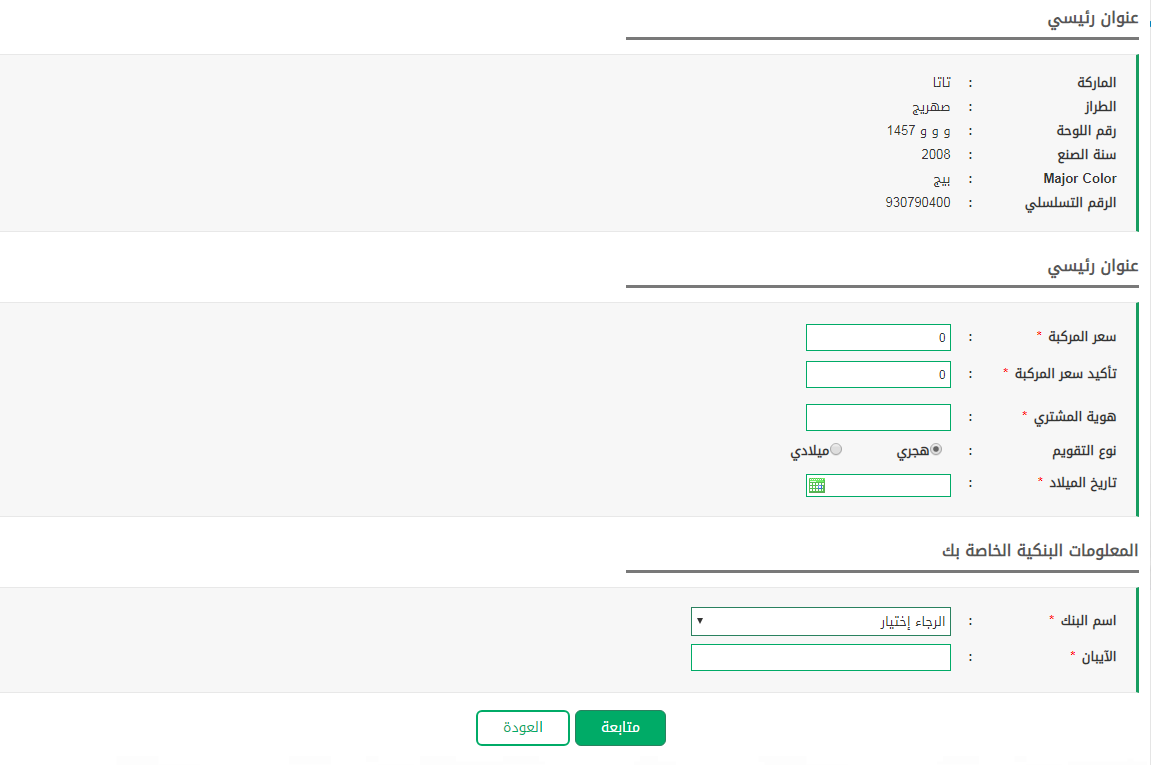 عنوان رئيسي
الماركة : تاتا
الطراز : صهريج
رقم اللوحة : و و و 1457
سنة الصنع : 2008
Major Color : بيج
الرقم التسلسلي : 930790400
عنوان رئيسي
سعر المركبة * : 0
تأكيد سعر المركبة * : 0
هوية المشتري * :
نوع التقويم : هجري ميلادي
تاريخ الميلاد * :
المعلومات البنكية الخاصة بك
اسم البنك * : الرجاء إختيار
الآيبان * :
متابعة العودة